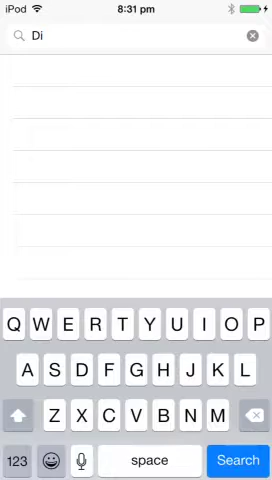 iPod 8:31 pm
Di
Q W E R T Y U I O P
A S D F G H J K L
Z X C V B N M
123 space Search